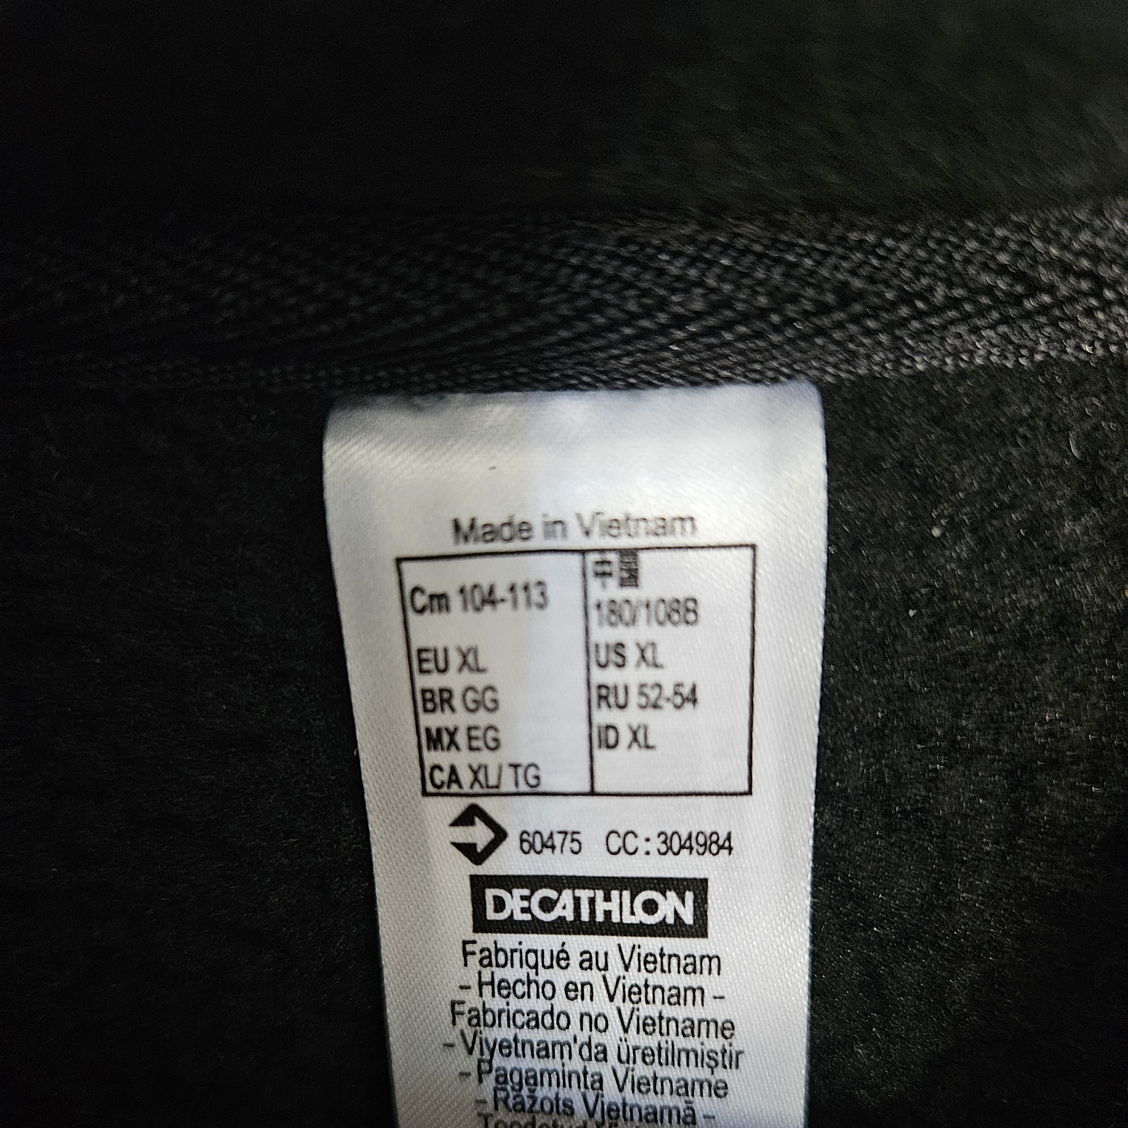 Made in Vietnam
Cm 104-113
EU XL
BR GG
MX EG
CA XL/ TG
中国
180/108B
US XL
RU 52-54
ID XL
60475 CC : 304984
DECATHLON
Fabriqué au Vietnam
- Hecho en Vietnam -
Fabricado no Vietname
- Viyetnam'da üretilmiştir
- Pagaminta Vietname
- Ražots Vjetnamā -